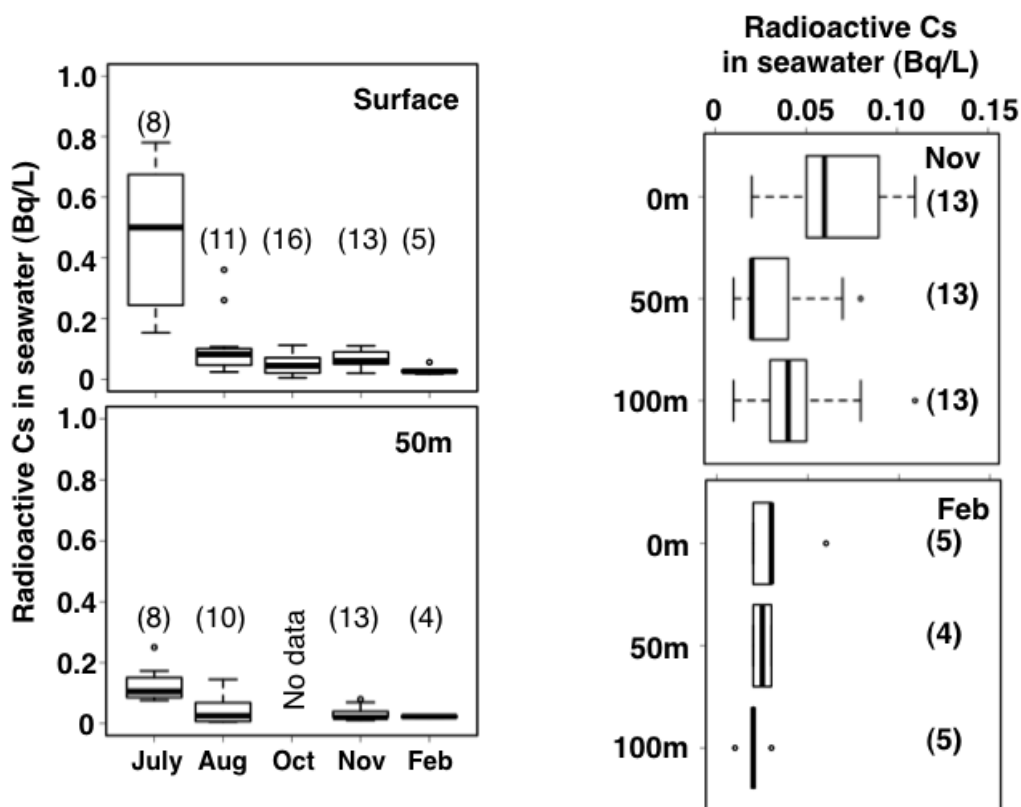 Radioactive Cs in seawater (Bq/L)
1.0
0.8
0.6
0.4
0.2
0
Surface
(8)
(11) (16) (13) (5)
1.0
0.8
0.6
0.4
0.2
0
50m
(8) (10) No data (13) (4)
July Aug Oct Nov Feb
Radioactive Cs
in seawater (Bq/L)
0 0.05 0.10 0.15
Nov
0m (13)
50m (13)
100m (13)
Feb
0m (5)
50m (4)
100m (5)